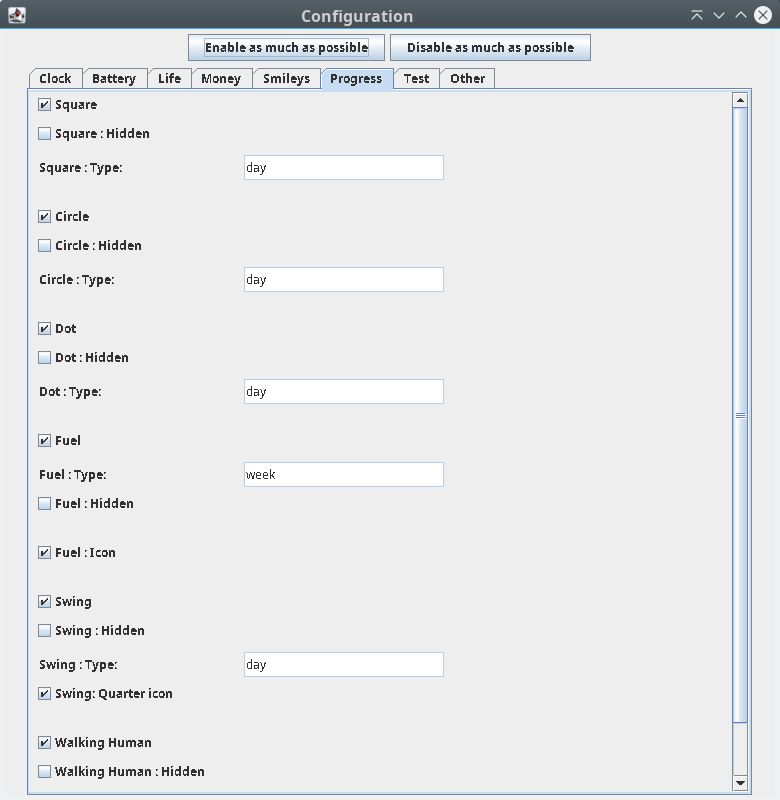 Configuration
Enable as much as possible Disable as much as possible
Clock Battery Life Money Smileys Progress Test Other
Square
Square : Hidden
Square : Type: day
Circle
Circle : Hidden
Circle : Type: day
Dot
Dot : Hidden
Dot : Type: day
Fuel
Fuel : Type: week
Fuel : Hidden
Fuel : Icon
Swing
Swing : Hidden
Swing : Type: day
Swing: Quarter icon
Walking Human
Walking Human : Hidden